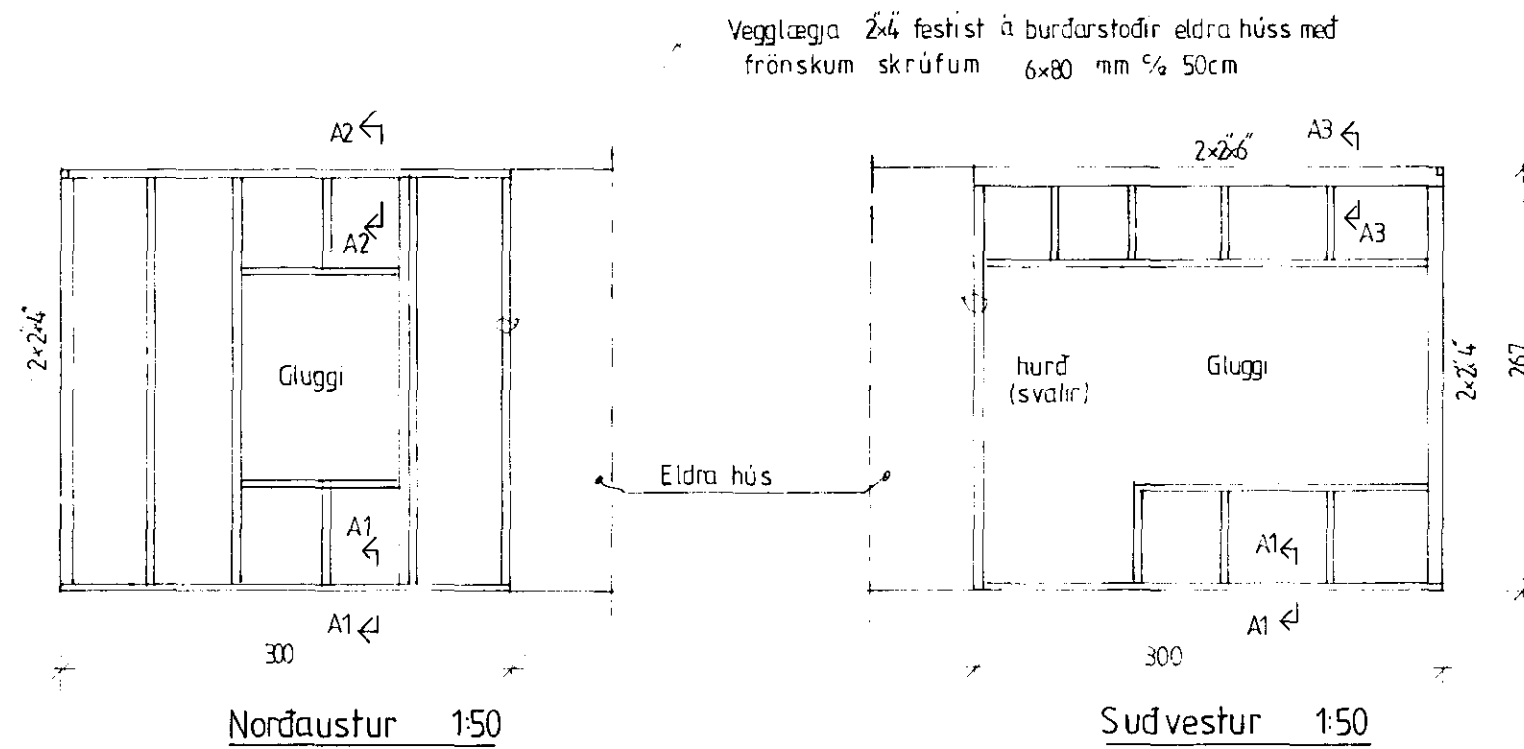 Vegglægja 2"x4" festist á burðarstoðir eldra húss með
frönskum skrúfum 6x80 mm c/c 50cm
A2
A2
2x2"x4"
Gluggi
A1
A1
300
Norðaustur 1:50
Eldra hús
A3
2x2"x6"
A3
hurð
(svalir)
Gluggi
2x2"x4"
267
A1
A1
300
Suðvestur 1:50